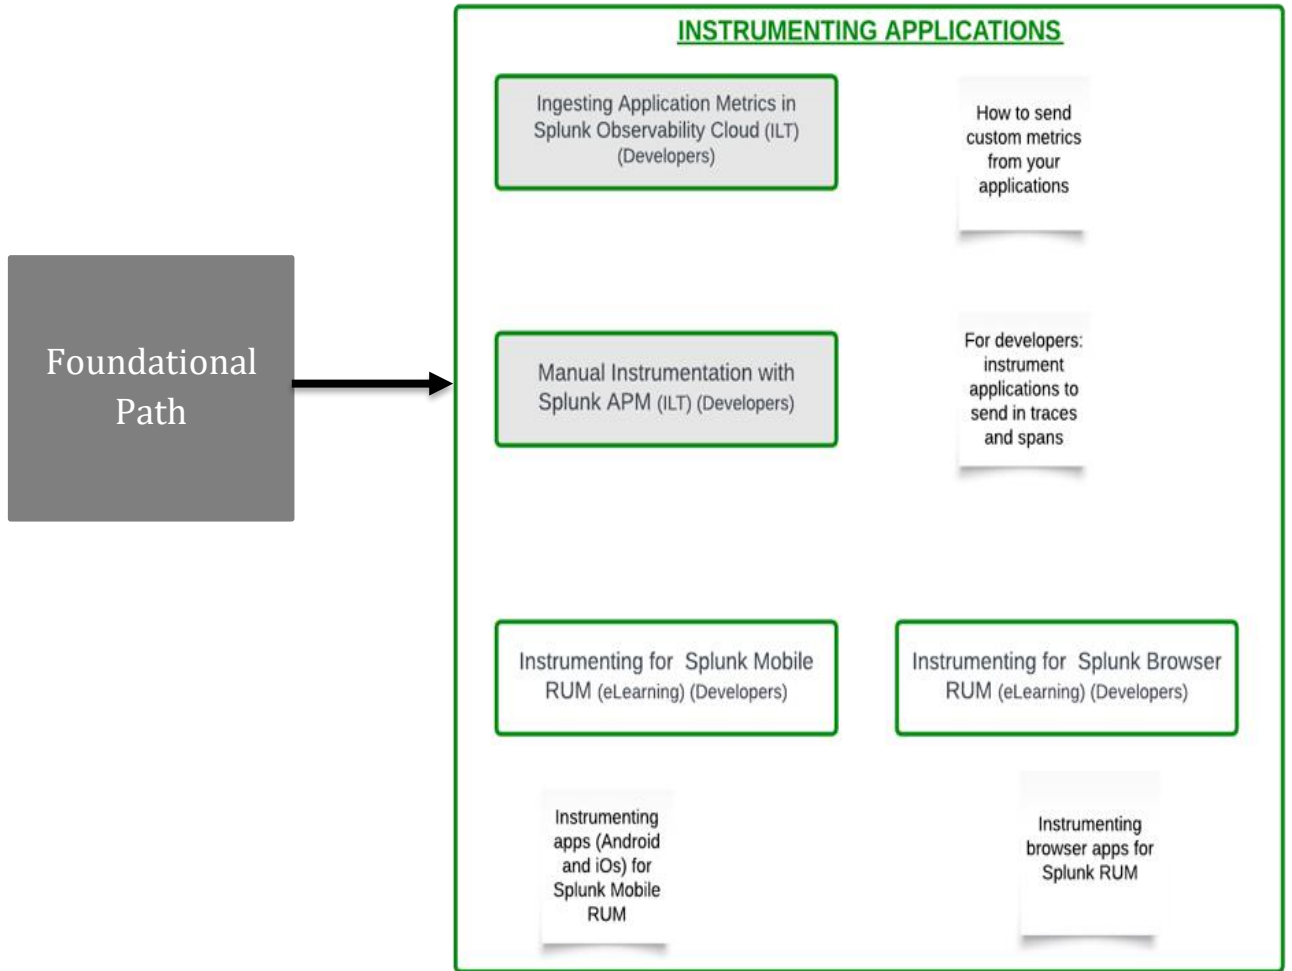 INSTRUMENTING APPLICATIONS
Ingesting Application Metrics in
Splunk Observability Cloud (ILT)
(Developers)
How to send
custom metrics
from your
applications
Foundational
Path
Manual Instrumentation with
Splunk APM (ILT) (Developers)
For developers:
instrument
applications to
send in traces
and spans
Instrumenting for Splunk Mobile
RUM (eLearning) (Developers)
Instrumenting for Splunk Browser
RUM (eLearning) (Developers)
Instrumenting
apps (Android
and iOs) for
Splunk Mobile
RUM
Instrumenting
browser apps for
Splunk RUM